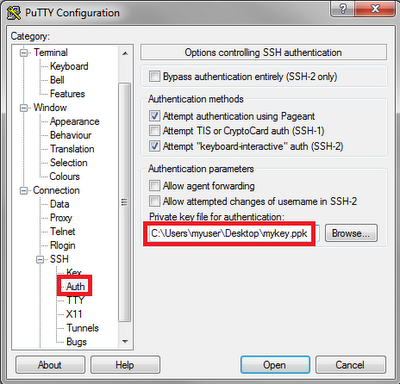 PuTTY Configuration
Category:
Terminal
Keyboard
Bell
Features
Window
Appearance
Behaviour
Translation
Selection
Colours
Connection
Data
Proxy
Telnet
Rlogin
SSH
Kex
Auth
TTY
X11
Tunnels
Bugs
Options controlling SSH authentication
Bypass authentication entirely (SSH-2 only)
Authentication methods
Attempt authentication using Pageant
Attempt TIS or CryptoCard auth (SSH-1)
Attempt "keyboard-interactive" auth (SSH-2)
Authentication parameters
Allow agent forwarding
Allow attempted changes of username in SSH-2
Private key file for authentication:
C:\Users\myuser\Desktop\mykey.ppk
Browse...
About
Help
Open
Cancel